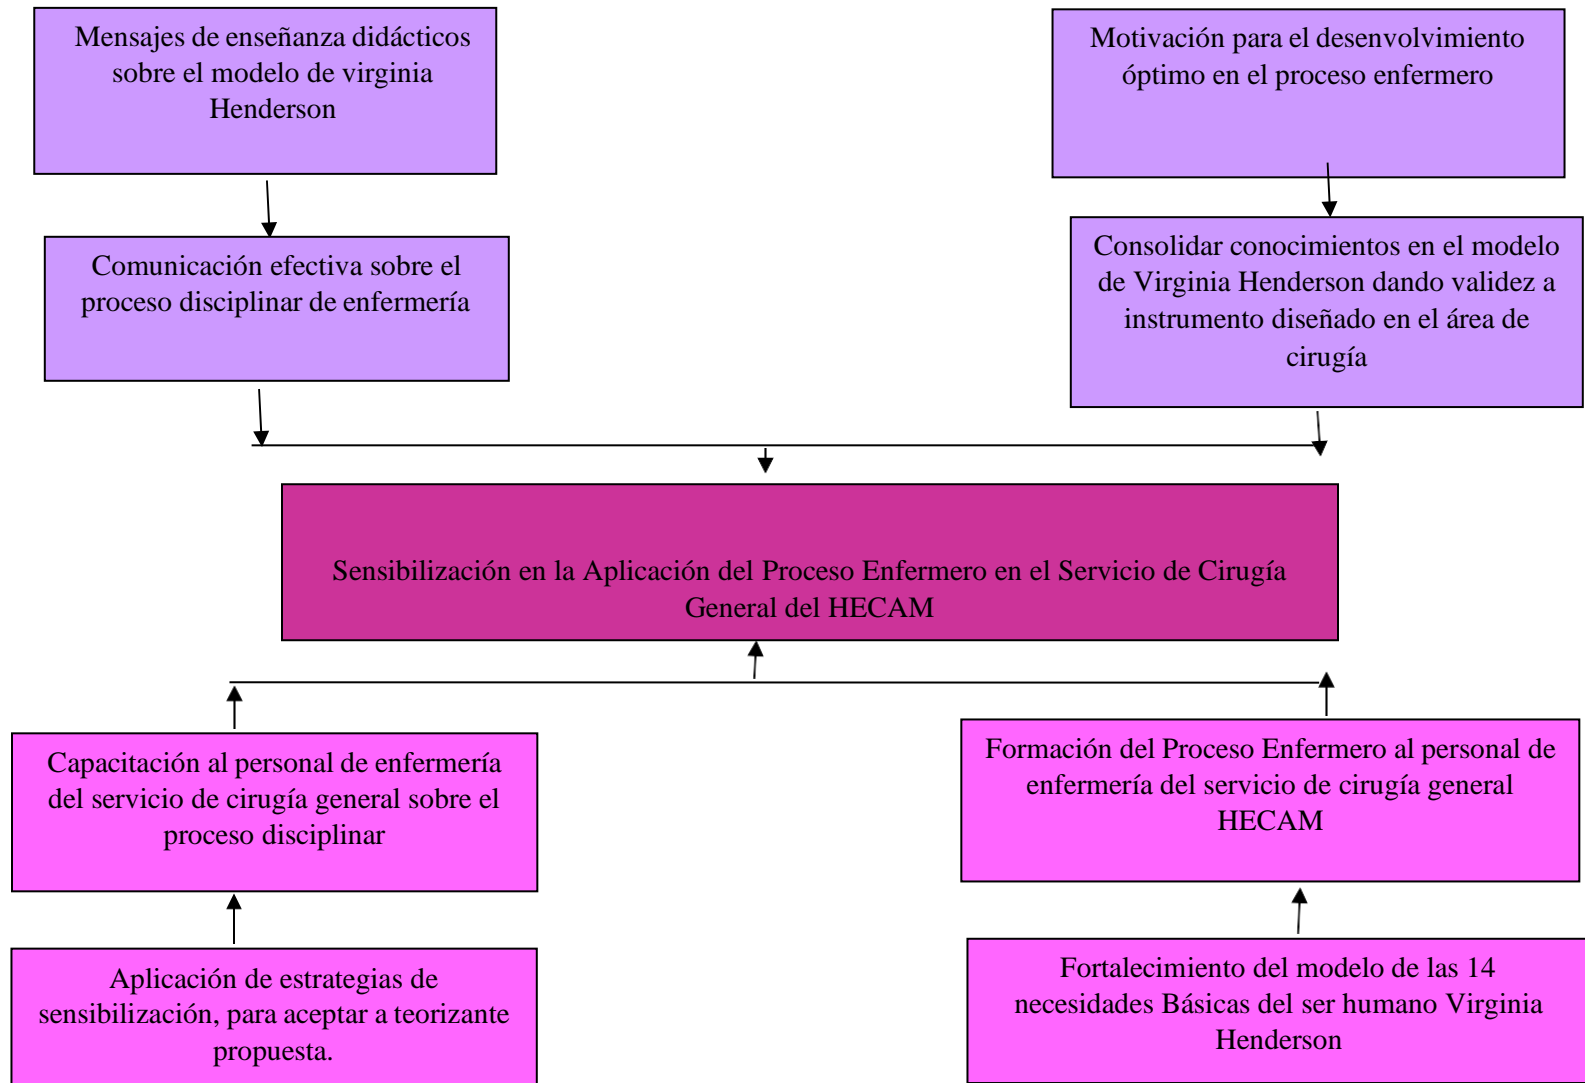 Mensajes de enseñanza didácticos
sobre el modelo de virginia
Henderson
Motivación para el desenvolvimiento
óptimo en el proceso enfermero
Comunicación efectiva sobre el
proceso disciplinar de enfermería
Consolidar conocimientos en el modelo
de Virginia Henderson dando validez a
instrumento diseñado en el área de
cirugía
Sensibilización en la Aplicación del Proceso Enfermero en el Servicio de Cirugía
General del HECAM
Capacitación al personal de enfermería
del servicio de cirugía general sobre el
proceso disciplinar
Formación del Proceso Enfermero al personal de
enfermería del servicio de cirugía general
HECAM
Aplicación de estrategias de
sensibilización, para aceptar a teorizante
propuesta.
Fortalecimiento del modelo de las 14
necesidades Básicas del ser humano Virginia
Henderson